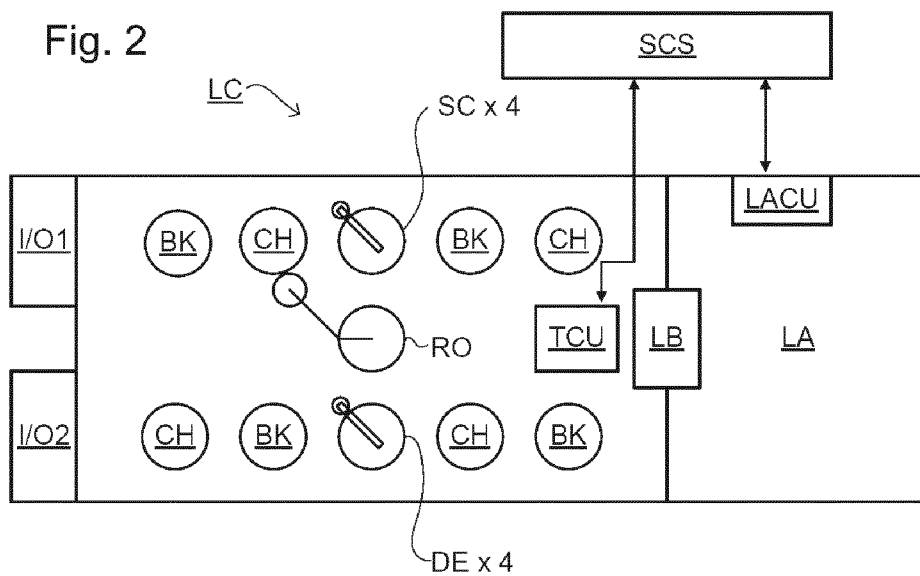 Fig. 2
SCS
LC
SC x 4
I/O1
BK
CH
BK
CH
LACU
RO
TCU
LB
LA
I/O2
CH
BK
CH
BK
DE x 4